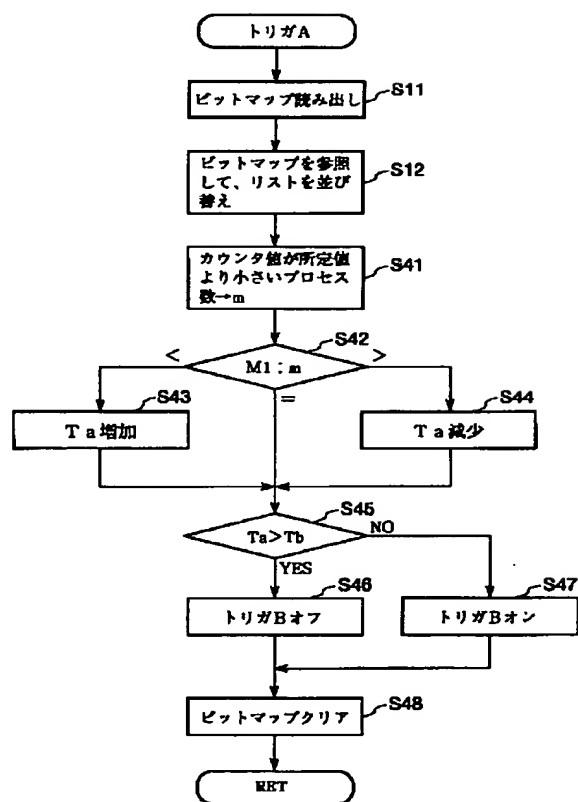 トリガA
ビットマップ読み出し
S11
ビットマップを参照
して、リストを並び
替え
S12
カウンタ値が所定値
より小さいプロセス
数→m
S41
S42
<
M1:m
>
=
S43
Ta増加
S44
Ta減少
S45
Ta>Tb
NO
YES
S46
トリガBオフ
S47
トリガBオン
ビットマップクリア
S48
RET